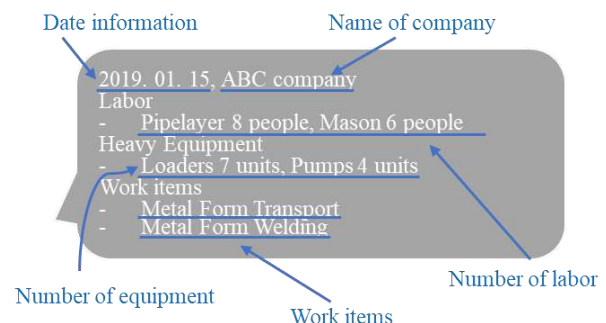 Date information
Name of company
2019. 01. 15, ABC company
Labor
- Pipelayer 8 people, Mason 6 people
Heavy Equipment
- Loaders 7 units, Pumps 4 units
Work items
- Metal Form Transport
- Metal Form Welding
Number of labor
Number of equipment
Work items